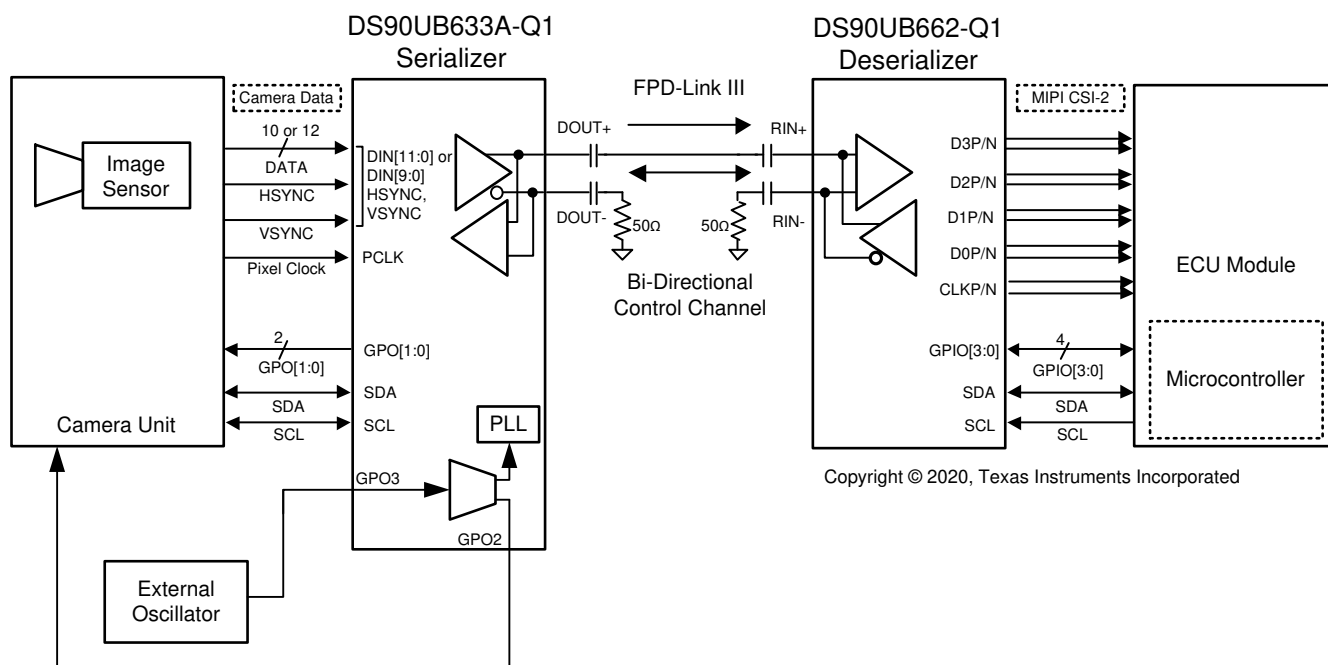 DS90UB633A-Q1
Serializer
DS90UB662-Q1
Deserializer
FPD-Link III
Camera Data
MIPI CSI-2
Image
Sensor
10 or 12
DATA
HSYNC
VSYNC
Pixel Clock
DIN[11:0] or
DIN[9:0]
HSYNC,
VSYNC
PCLK
DOUT+
DOUT-
50Ω
50Ω
RIN+
RIN-
Bi-Directional
Control Channel
D3P/N
D2P/N
D1P/N
D0P/N
CLKP/N
ECU Module
2
GPO[1:0]
GPO[1:0]
SDA
SCL
SDA
SCL
Camera Unit
PLL
GPO3
GPO2
GPIO[3:0]
SDA
SCL
4
GPIO[3:0]
SDA
SCL
Microcontroller
Copyright © 2020, Texas Instruments Incorporated
External
Oscillator